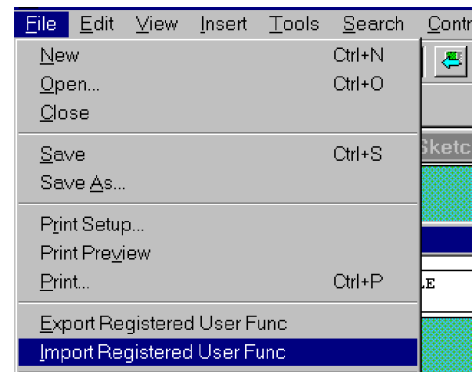 File Edit View Insert Tools Search Contr
New Ctrl+N
Open... Ctrl+O
Close
Sketc
Save Ctrl+S
Save As...
Print Setup...
Print Preview
Print... Ctrl+P
LE
Export Registered User Func
Import Registered User Func